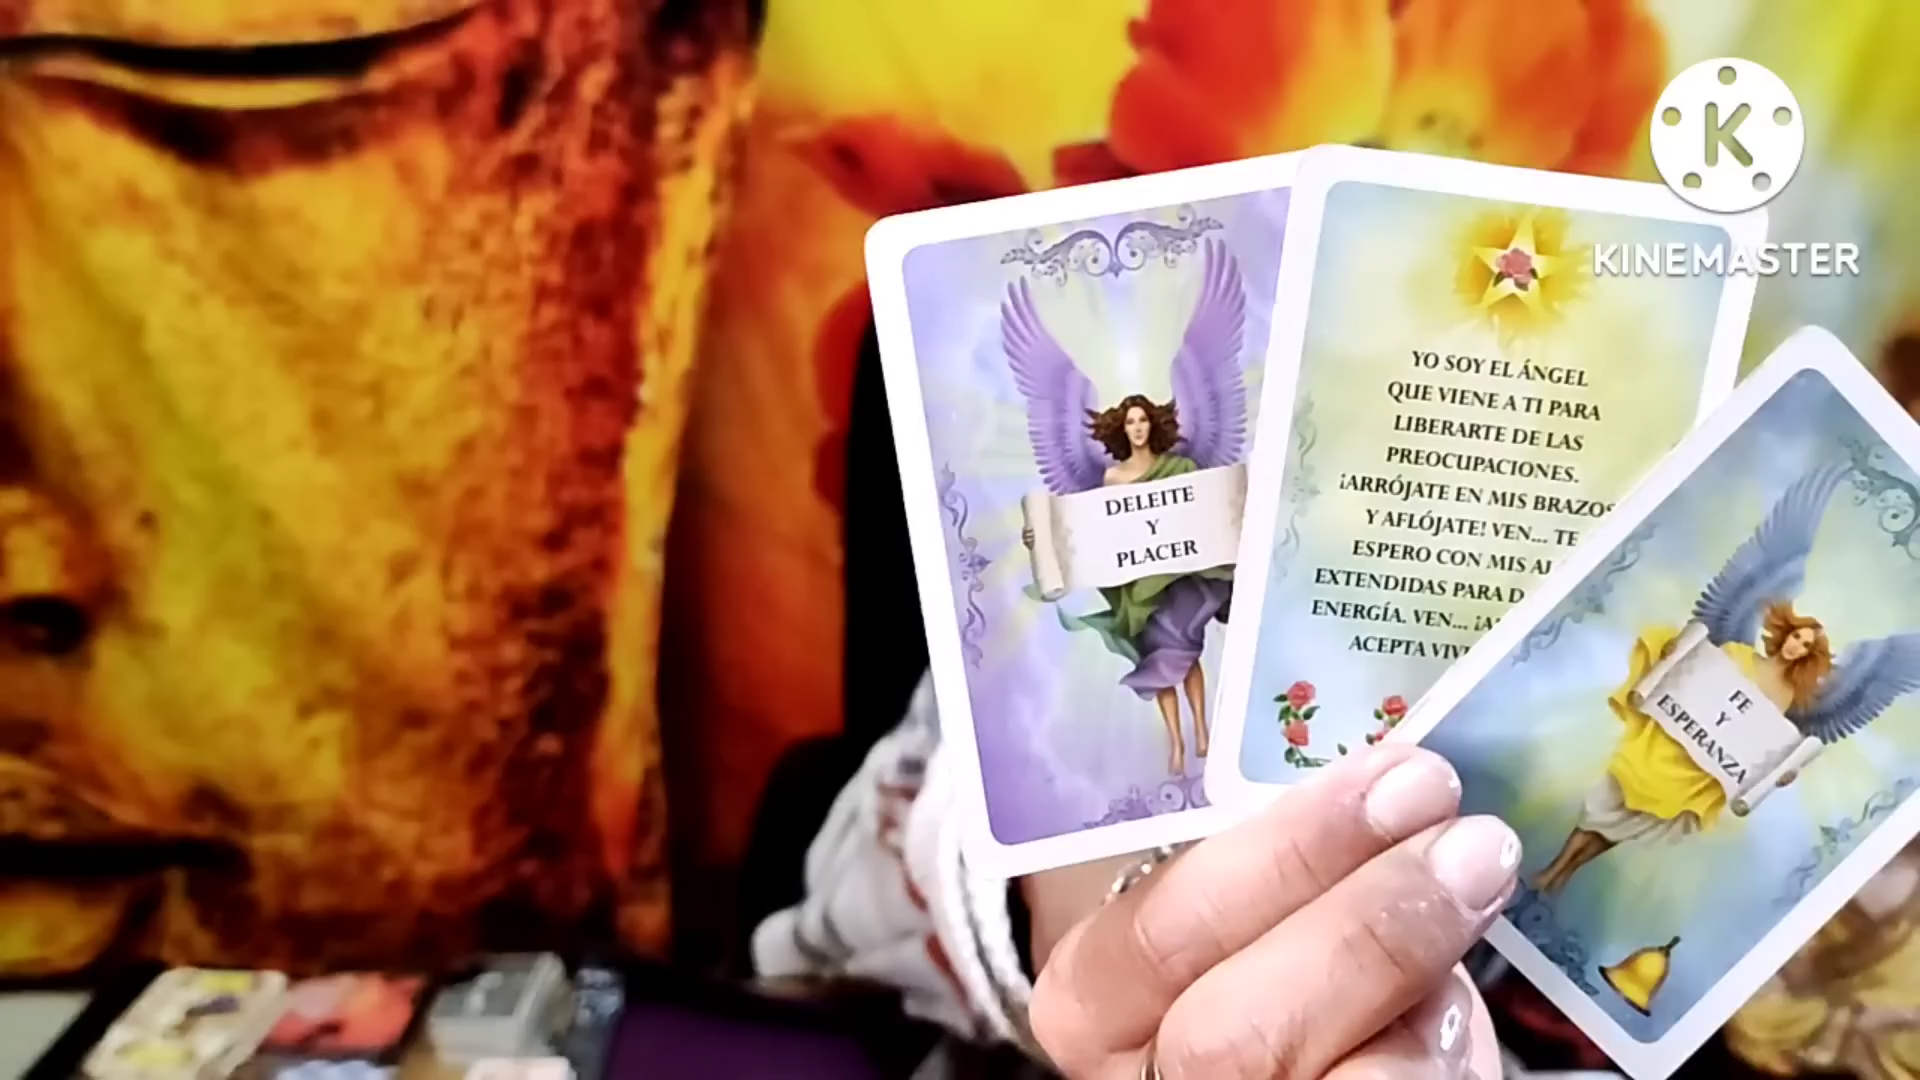 K
KINEMASTER
DELEITE
Y
PLACER
YO SOY EL ÁNGEL
QUE VIENE A TI PARA
LIBERARTE DE LAS
PREOCUPACIONES.
¡ARRÓJATE EN MIS BRAZOS
Y AFLÓJATE! VEN... TE
ESPERO CON MIS
EXTENDIDAS PARA
ENERGÍA. VEN...
ACEPTA
FE
Y
ESPERANZA